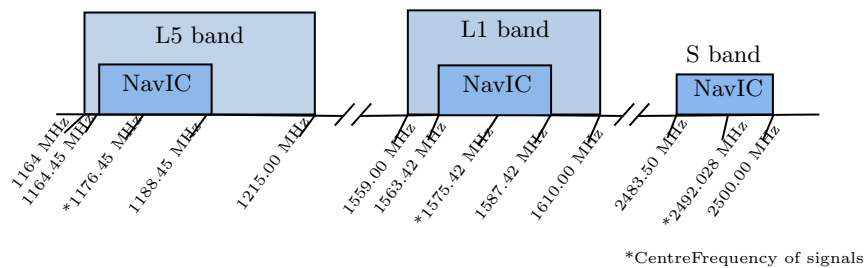 L5 band
L1 band
S band
NavIC
NavIC
NavIC
1164 MHz
1164.45 MHz
*1176.45 MHz
1188.45 MHz
1215.00 MHz
1559.00 MHz
1563.42 MHz
*1575.42 MHz
1587.42 MHz
1610.00 MHz
2483.50 MHz
*2492.028 MHz
2500.00 MHz
*CentreFrequency of signals